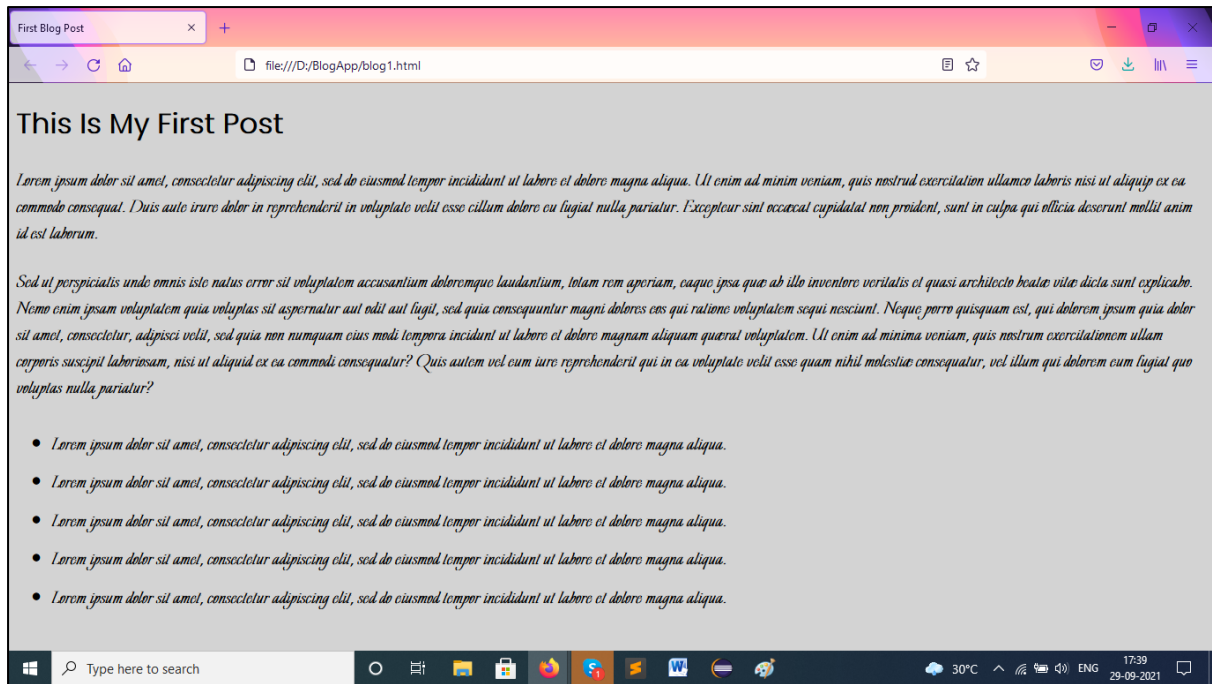 First Blog Post
file:///D:/BlogApp/blog1.html
This Is My First Post
Lorem ipsum dolor sit amet, consectetur adipiscing elit, sed do eiusmod tempor incididunt ut labore et dolore magna aliqua. Ut enim ad minim veniam, quis nostrud exercitation ullamco laboris nisi ut aliquip ex ea
commodo consequat. Duis aute irure dolor in reprehenderit in voluptate velit esse cillum dolore eu fugiat nulla pariatur. Excepteur sint occæcat cupidatat non proident, sunt in culpa qui officia deserunt mollit anim
id est laborum.
Sed ut perspiciatis unde omnis iste natus error sit voluptatem accusantium doloremque laudantium, totam rem aperiam, eaque ipsa quæ ab illo inventore veritatis et quasi architecto beatæ vitæ dicta sunt explicabo.
Nemo enim ipsam voluptatem quia voluptas sit aspernatur aut odit aut fugit, sed quia consequuntur magni dolores eos qui ratione voluptatem sequi nesciunt. Neque porro quisquam est, qui dolorem ipsum quia dolor
sit amet, consectetur, adipisci velit, sed quia non numquam eius modi tempora incidunt ut labore et dolore magnam aliquam quærat voluptatem. Ut enim ad minima veniam, quis nostrum exercitationem ullam
corporis suscipit laboriosam, nisi ut aliquid ex ea commodi consequatur? Quis autem vel eum iure reprehenderit qui in ea voluptate velit esse quam nihil molestiæ consequatur, vel illum qui dolorem eum fugiat quo
voluptas nulla pariatur?
Lorem ipsum dolor sit amet, consectetur adipiscing elit, sed do eiusmod tempor incididunt ut labore et dolore magna aliqua.
Lorem ipsum dolor sit amet, consectetur adipiscing elit, sed do eiusmod tempor incididunt ut labore et dolore magna aliqua.
Lorem ipsum dolor sit amet, consectetur adipiscing elit, sed do eiusmod tempor incididunt ut labore et dolore magna aliqua.
Lorem ipsum dolor sit amet, consectetur adipiscing elit, sed do eiusmod tempor incididunt ut labore et dolore magna aliqua.
Lorem ipsum dolor sit amet, consectetur adipiscing elit, sed do eiusmod tempor incididunt ut labore et dolore magna aliqua.
Type here to search
30°C
ENG
17:39
29-09-2021